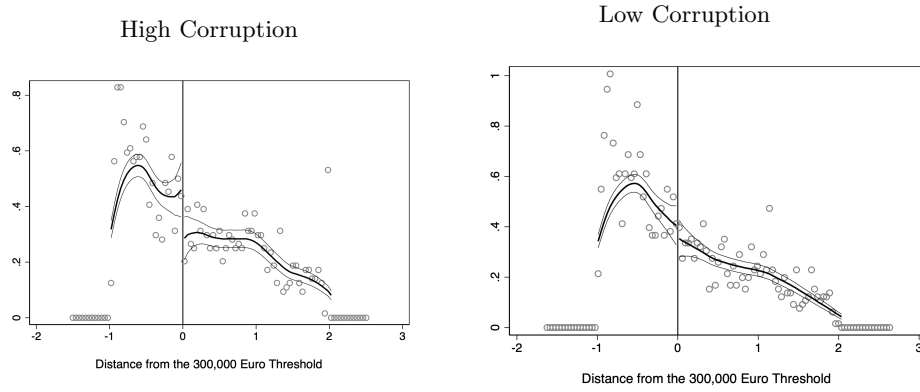 High Corruption
Low Corruption
.8
.6
.4
.2
0
-2 -1 0 1 2 3
Distance from the 300,000 Euro Threshold
1
.8
.6
.4
.2
0
-2 -1 0 1 2 3
Distance from the 300,000 Euro Threshold